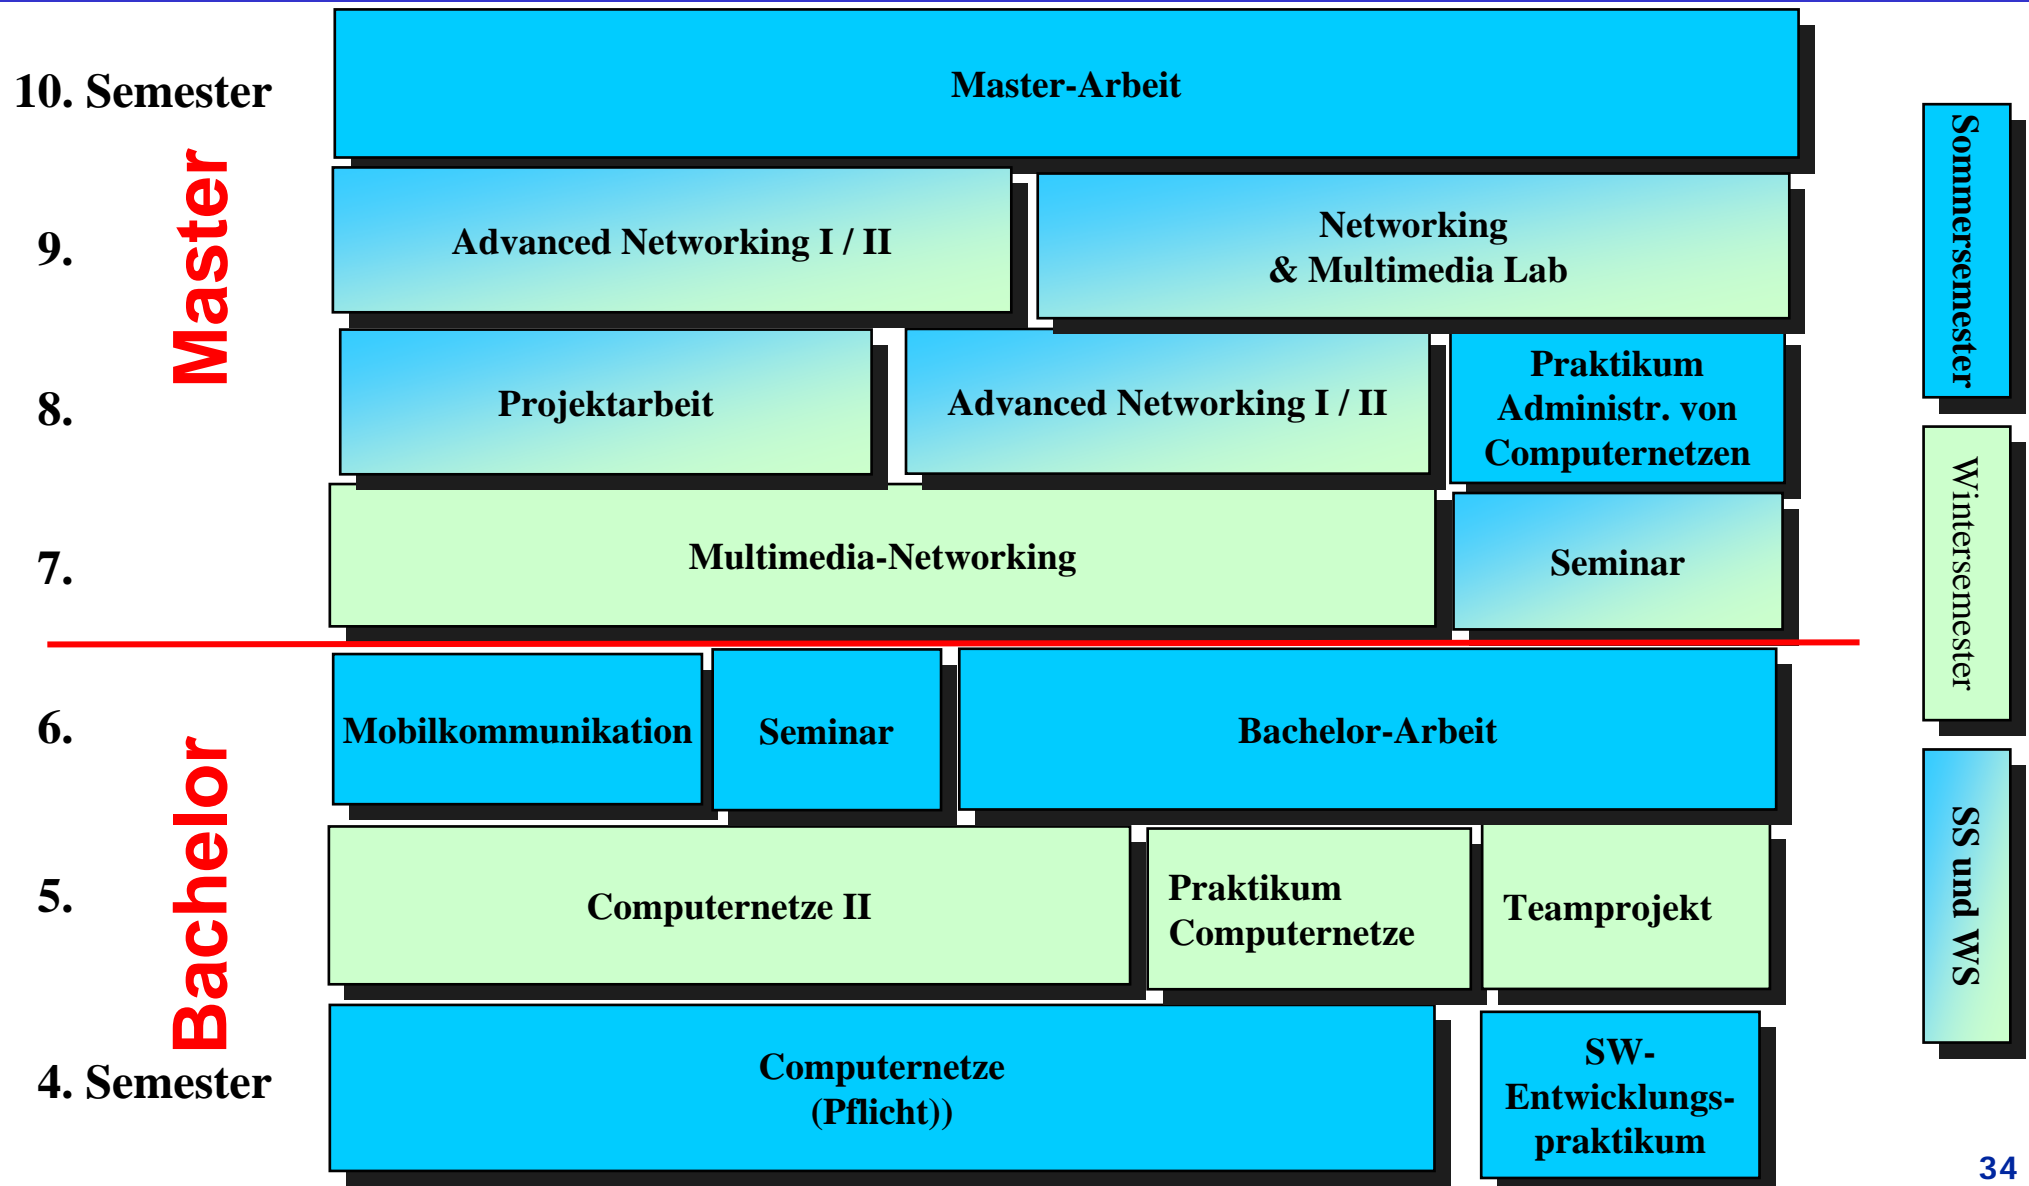 10. Semester
Master-Arbeit
Master
9.
Advanced Networking I / II
Networking
& Multimedia Lab
8.
Projektarbeit
Advanced Networking I / II
Praktikum
Administr. von
Computernetzen
7.
Multimedia-Networking
Seminar
Bachelor
6.
Mobilkommunikation
Seminar
Bachelor-Arbeit
5.
Computernetze II
Praktikum
Computernetze
Teamprojekt
4. Semester
Computernetze
(Pflicht))
SW-
Entwicklungs-
praktikum
Sommersemester
Wintersemester
SS und WS
34